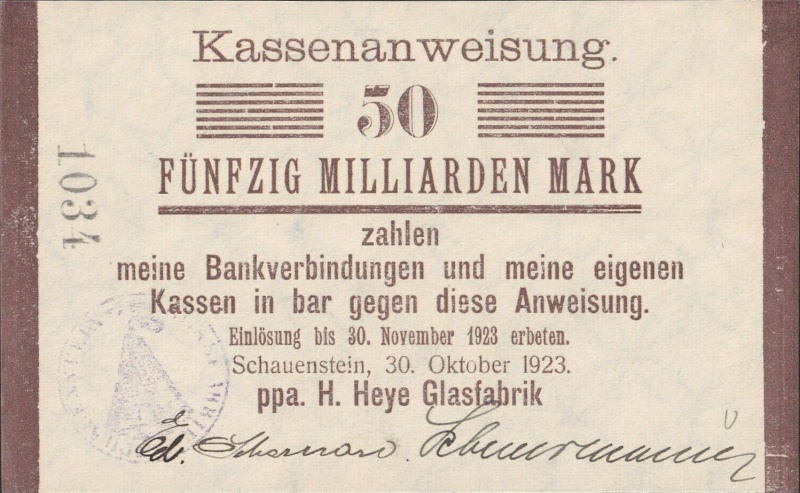 Kassenanweisung.
50
FÜNFZIG MILLIARDEN MARK
zahlen
meine Bankverbindungen und meine eigenen
Kassen in bar gegen diese Anweisung.
Einlösung bis 30. November 1923 erbeten.
Schauenstein, 30. Oktober 1923.
ppa. H. Heye Glasfabrik
Ed.
1034